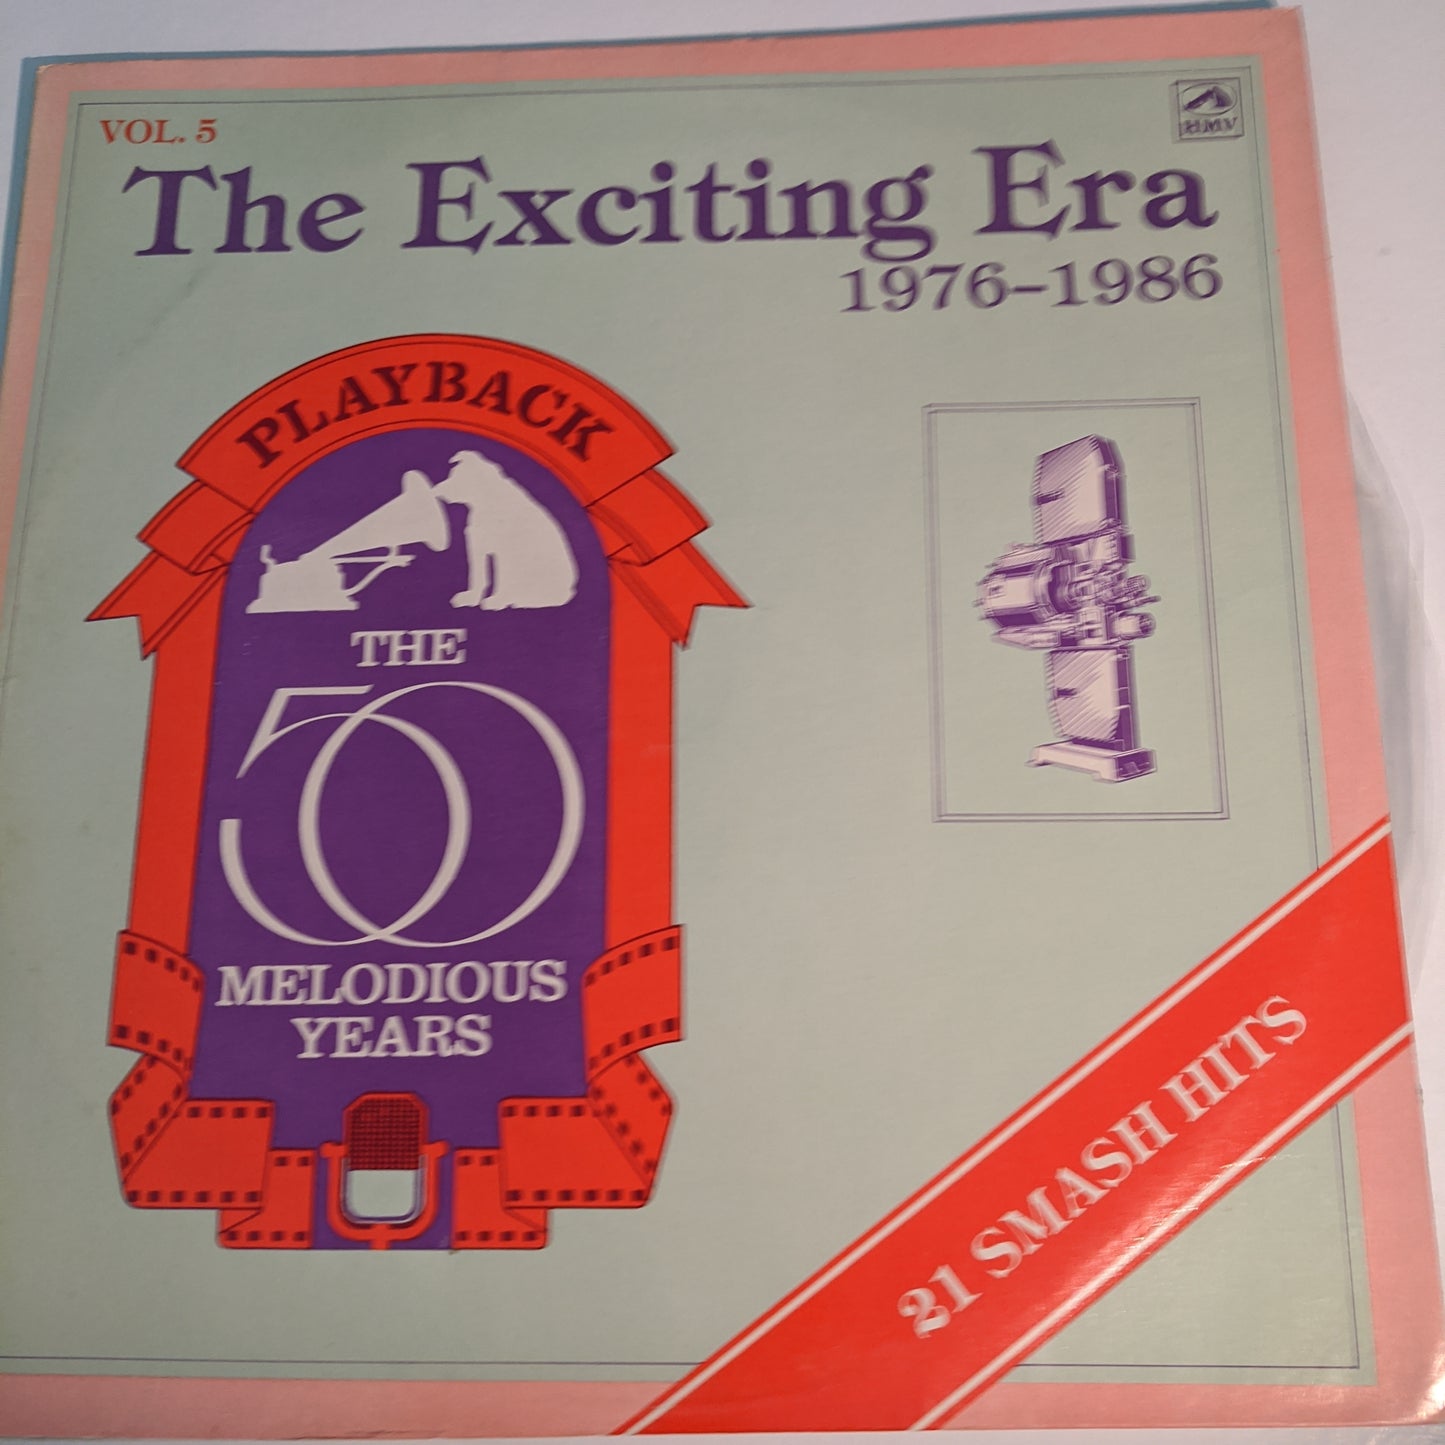 VOL. 5
HMV
The Exciting Era
1976–1986
PLAYBACK
THE
50
MELODIOUS
YEARS
21 SMASH HITS